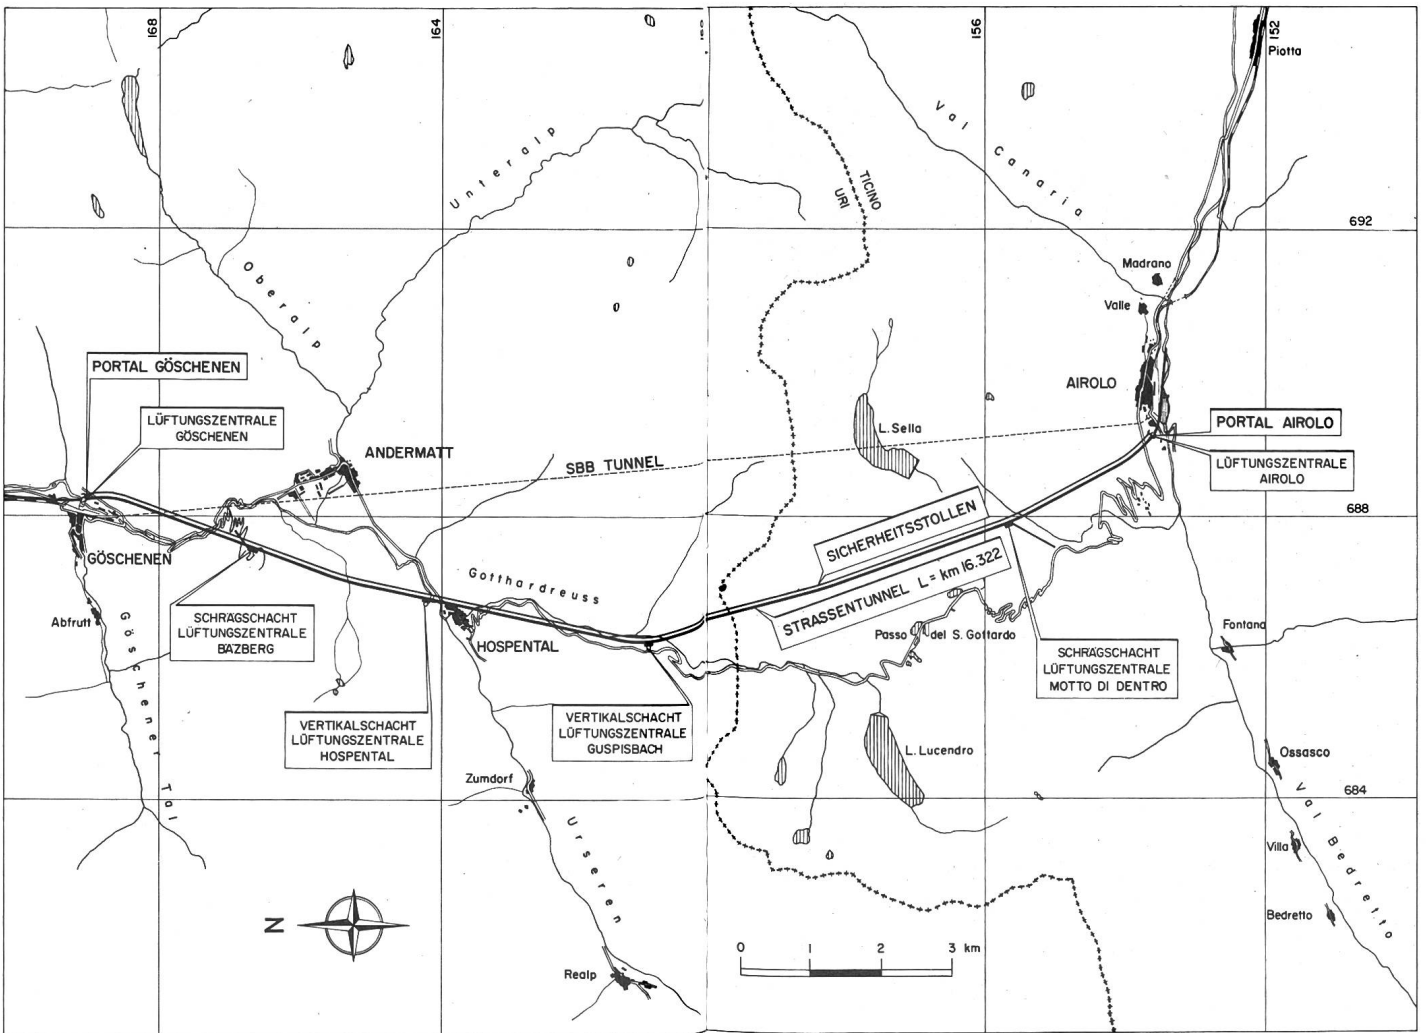 168
164
156
152
Piotta
Val Canaria
Unteralp
TICINO
URI
692
Oberalp
Madrano
Valle
PORTAL GÖSCHENEN
AIROLO
LÜFTUNGSZENTRALE
GÖSCHENEN
PORTAL AIROLO
L. Sella
ANDERMATT
SBB TUNNEL
LÜFTUNGSZENTRALE
AIROLO
688
SICHERHEITSSTOLLEN
GÖSCHENEN
STRASSENTUNNEL L = km 16.322
Gotthardreuss
Abfrutt
Göschener Tal
SCHRÄGSCHACHT
LÜFTUNGSZENTRALE
BÄZBERG
HOSPENTAL
Passo del S. Gottardo
Fontana
SCHRÄGSCHACHT
LÜFTUNGSZENTRALE
MOTTO DI DENTRO
VERTIKALSCHACHT
LÜFTUNGSZENTRALE
HOSPENTAL
VERTIKALSCHACHT
LÜFTUNGSZENTRALE
GUSPISBACH
L. Lucendro
Ossasco
Zumdorf
684
Urseren
Val Bedretto
Villa
Bedretto
N
0 1 2 3 km
Realp